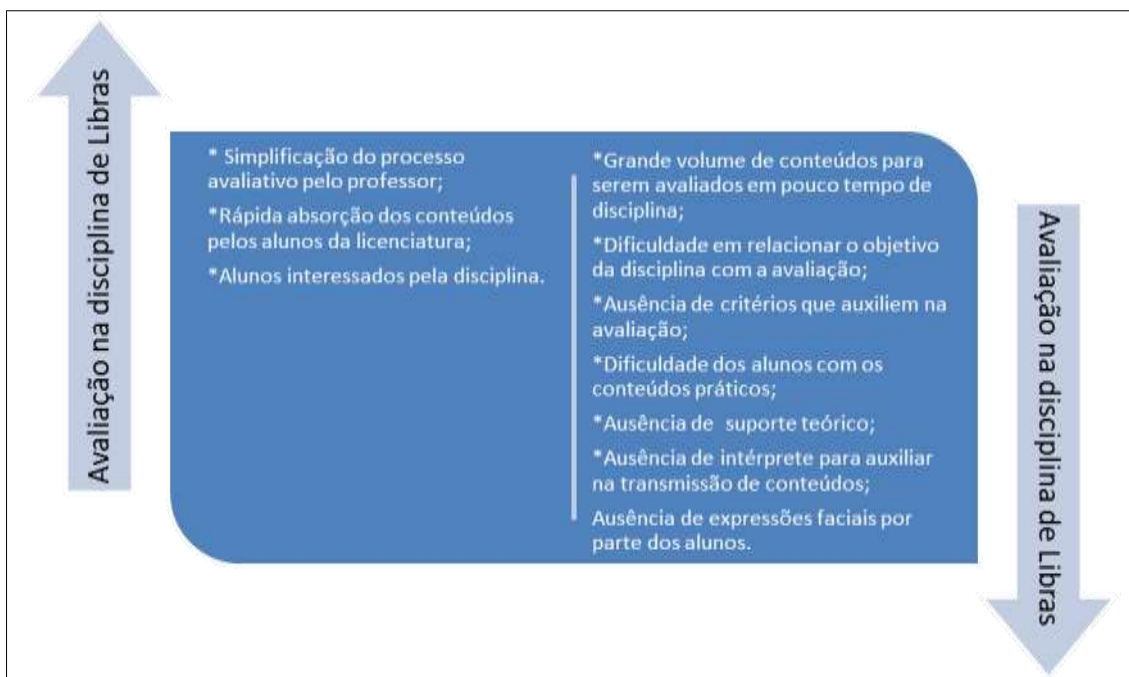 Avaliação na disciplina de Libras
* Simplificação do processo
avaliativo pelo professor;
*Rápida absorção dos conteúdos
pelos alunos da licenciatura;
*Alunos interessados pela disciplina.
*Grande volume de conteúdos para
serem avaliados em pouco tempo de
disciplina;
*Dificuldade em relacionar o objetivo
da disciplina com a avaliação;
*Ausência de critérios que auxiliem na
avaliação;
*Dificuldade dos alunos com os
conteúdos práticos;
*Ausência de suporte teórico;
*Ausência de intérprete para auxiliar
na transmissão de conteúdos;
Ausência de expressões faciais por
parte dos alunos.
Avaliação na disciplina de Libras